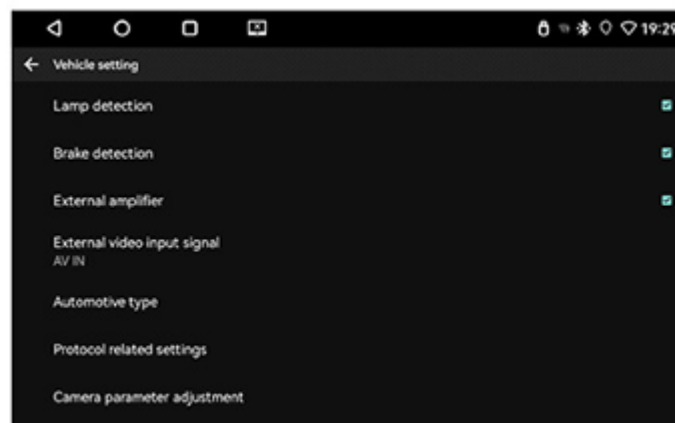 19:29
Vehicle setting
Lamp detection
Brake detection
External amplifier
External video input signal
AV IN
Automotive type
Protocol related settings
Camera parameter adjustment